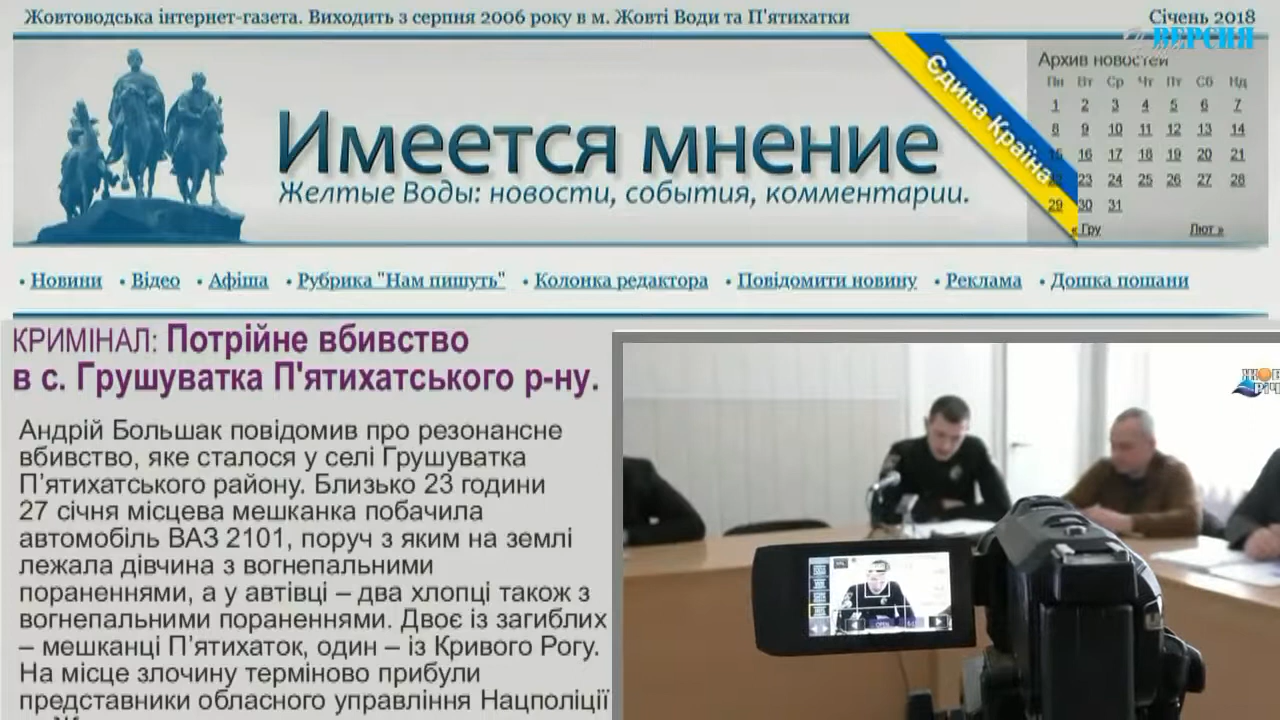 Жовтоводська інтернет-газета. Виходить з серпня 2006 року в м. Жовті Води та П'ятихатки
Січень 2018
ВЕРСИЯ
Архив новостей
Пн Вт Ср Чт Пт Сб Нд
1 2 3 4 5 6 7
8 9 10 11 12 13 14
15 16 17 18 19 20 21
22 23 24 25 26 27 28
29 30 31
« Гру Лют »
Єдина Країна
Имеется мнение
Желтые Воды: новости, события, комментарии.
• Новини • Відео • Афіша • Рубрика "Нам пишуть" • Колонка редактора • Повідомити новину • Реклама • Дошка пошани
КРИМІНАЛ: Потрійне вбивство
в с. Грушуватка П'ятихатського р-ну.
Андрій Большак повідомив про резонансне
вбивство, яке сталося у селі Грушуватка
П’ятихатського району. Близько 23 години
27 січня місцева мешканка побачила
автомобіль ВАЗ 2101, поруч з яким на землі
лежала дівчина з вогнепальними
пораненнями, а у автівці – два хлопці також з
вогнепальними пораненнями. Двоє із загиблих
– мешканці П’ятихаток, один – із Кривого Рогу.
На місце злочину терміново прибули
представники обласного управління Нацполіції